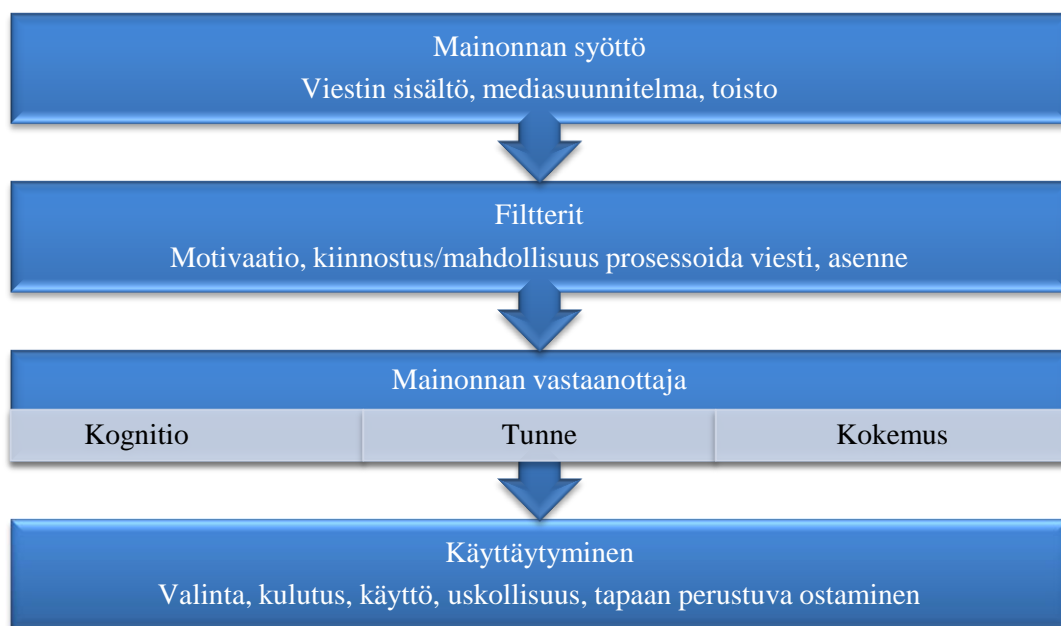 Mainonnan syöttö
Viestin sisältö, mediasuunnitelma, toisto
Filtterit
Motivaatio, kiinnostus/mahdollisuus prosessoida viesti, asenne
Mainonnan vastaanottaja
Kognitio Tunne Kokemus
Käyttäytyminen
Valinta, kulutus, käyttö, uskollisuus, tapaan perustuva ostaminen